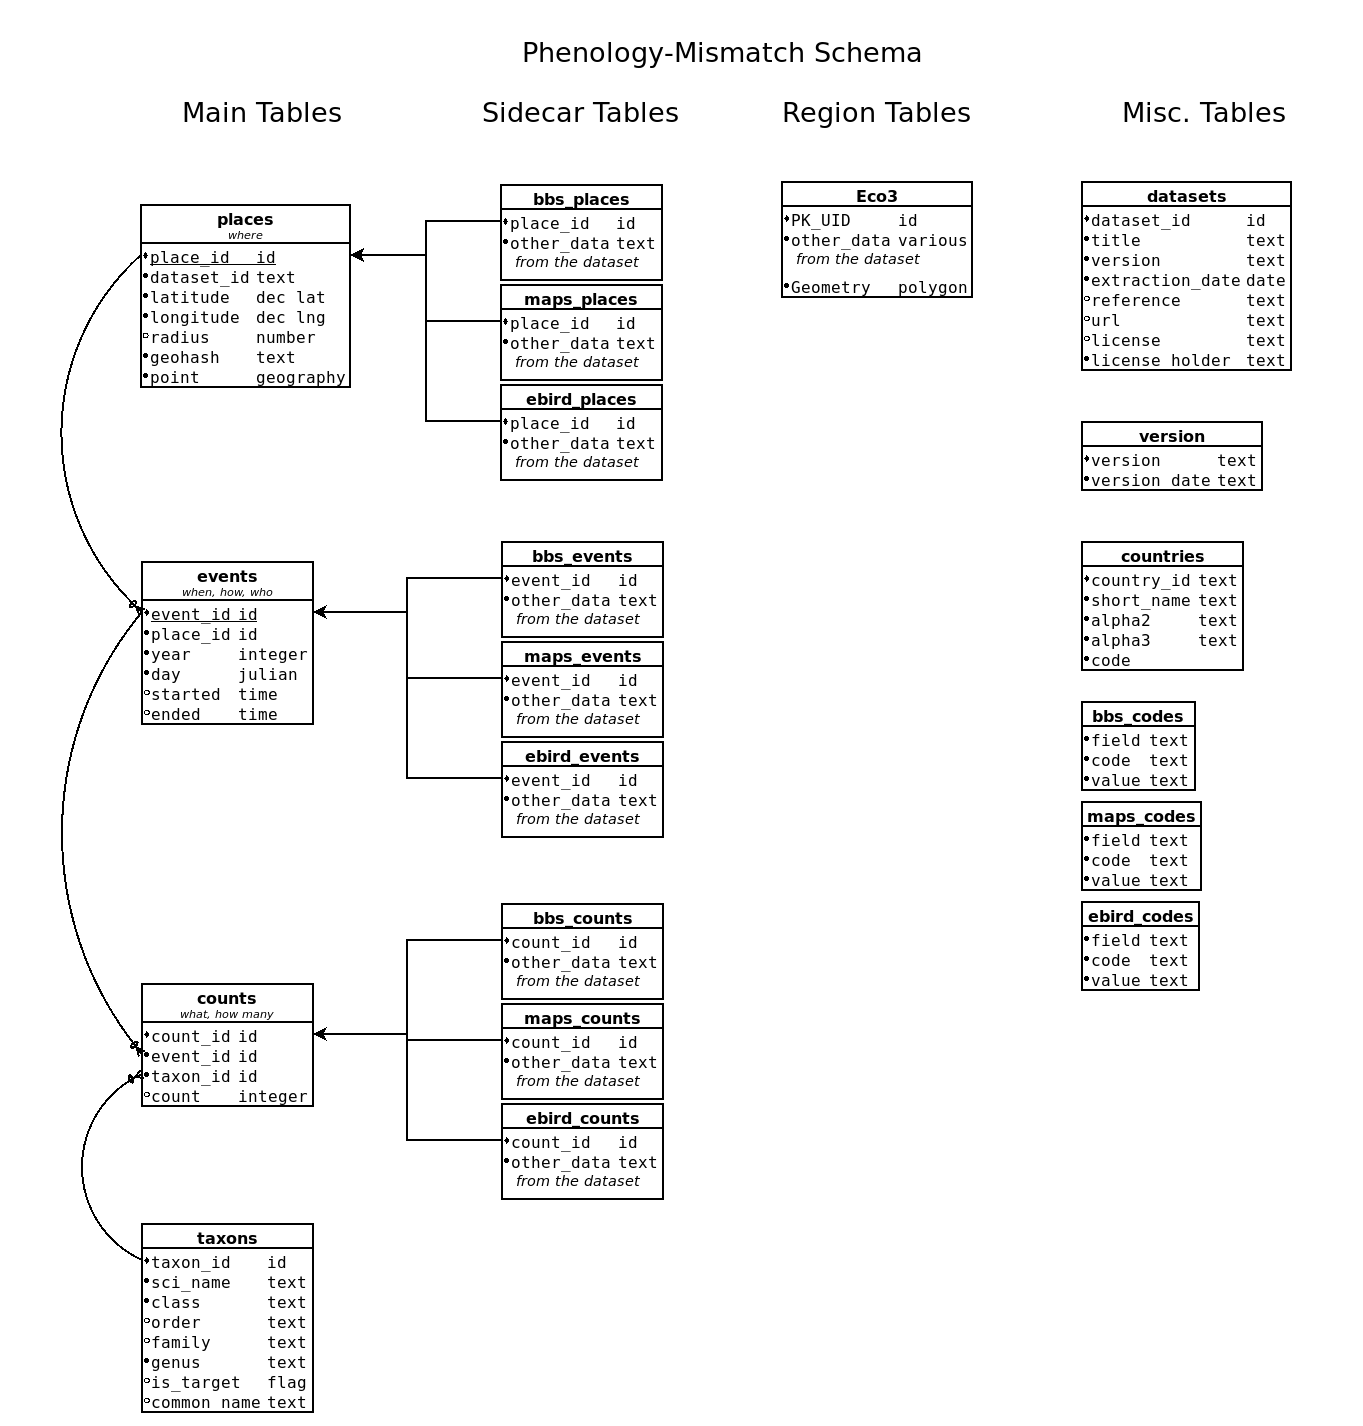 Phenology-Mismatch Schema
Main Tables
places
where
place_id id
dataset_id text
latitude dec lat
longitude dec lng
radius number
geohash text
point geography
events
when, how, who
event_id id
place_id id
year integer
day julian
started time
ended time
counts
what, how many
count_id id
event_id id
taxon_id id
count integer
taxons
taxon_id id
sci_name text
class text
order text
family text
genus text
is_target flag
common_name text
Sidecar Tables
bbs_places
place_id id
other_data text
from the dataset
maps_places
place_id id
other_data text
from the dataset
ebird_places
place_id id
other_data text
from the dataset
bbs_events
event_id id
other_data text
from the dataset
maps_events
event_id id
other_data text
from the dataset
ebird_events
event_id id
other_data text
from the dataset
bbs_counts
count_id id
other_data text
from the dataset
maps_counts
count_id id
other_data text
from the dataset
ebird_counts
count_id id
other_data text
from the dataset
Region Tables
Eco3
PK_UID id
other_data various
from the dataset
Geometry polygon
Misc. Tables
datasets
dataset_id id
title text
version text
extraction_date date
reference text
url text
license text
license_holder text
version
version text
version_date text
countries
country_id text
short_name text
alpha2 text
alpha3 text
code
bbs_codes
field text
code text
value text
maps_codes
field text
code text
value text
ebird_codes
field text
code text
value text